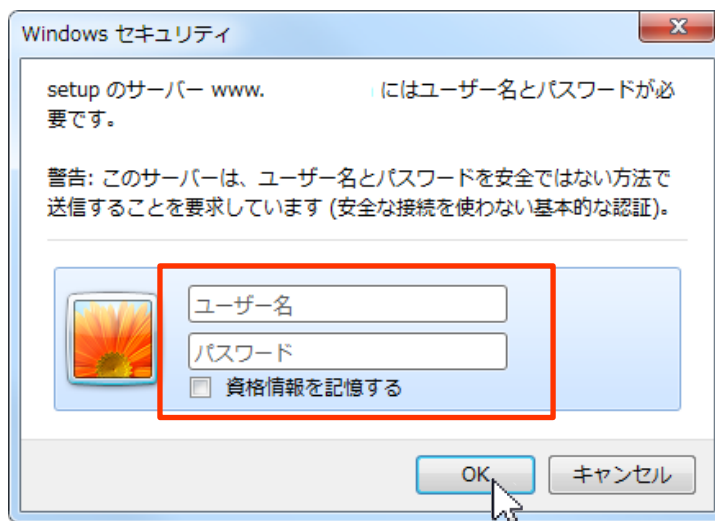 Windows セキュリティ
setup のサーバー www. にはユーザー名とパスワードが必
要です。
警告: このサーバーは、ユーザー名とパスワードを安全ではない方法で
送信することを要求しています (安全な接続を使わない基本的な認証)。
ユーザー名
パスワード
資格情報を記憶する
OK キャンセル